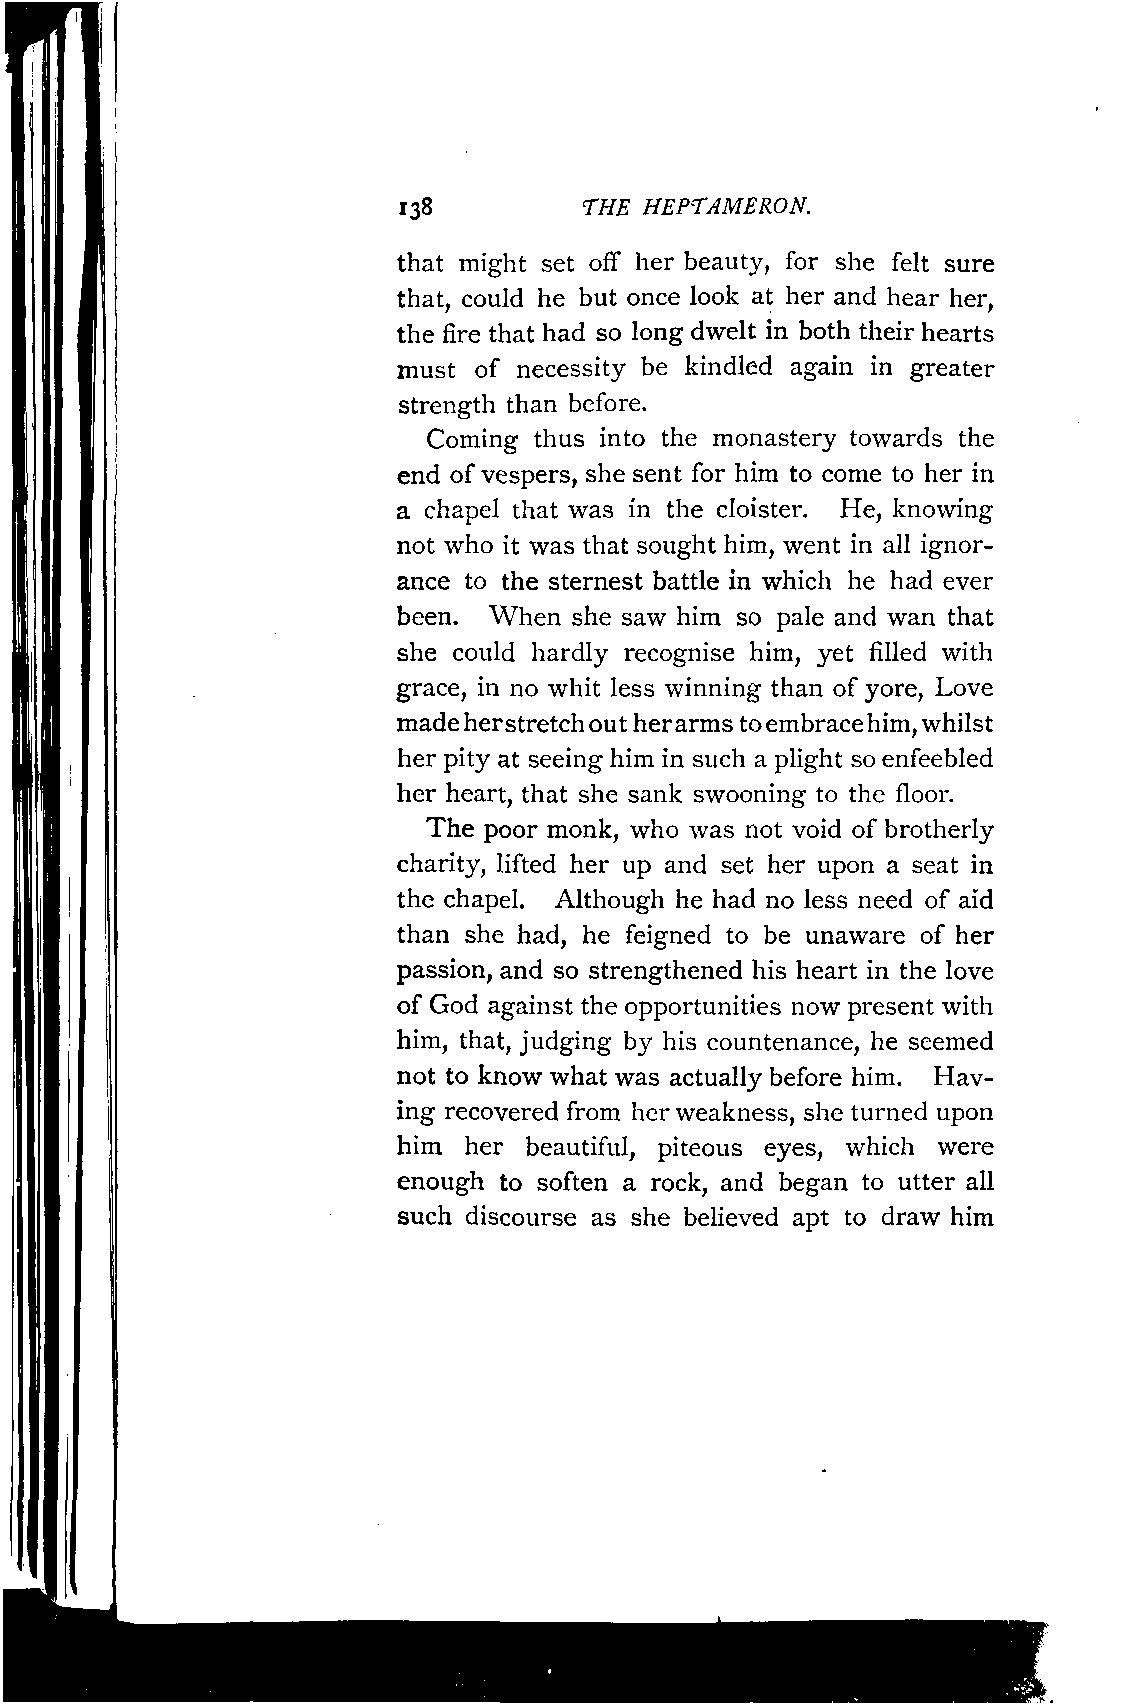 138 THE HEPTAMERON.
that might set off her beauty, for she felt sure
that, could he but once look at her and hear her,
the fire that had so long dwelt in both their hearts
must of necessity be kindled again in greater
strength than before.
Coming thus into the monastery towards the
end of vespers, she sent for him to come to her in
a chapel that was in the cloister. He, knowing
not who it was that sought him, went in all ignor-
ance to the sternest battle in which he had ever
been. When she saw him so pale and wan that
she could hardly recognise him, yet filled with
grace, in no whit less winning than of yore, Love
made her stretch out her arms to embrace him, whilst
her pity at seeing him in such a plight so enfeebled
her heart, that she sank swooning to the floor.
The poor monk, who was not void of brotherly
charity, lifted her up and set her upon a seat in
the chapel. Although he had no less need of aid
than she had, he feigned to be unaware of her
passion, and so strengthened his heart in the love
of God against the opportunities now present with
him, that, judging by his countenance, he seemed
not to know what was actually before him. Hav-
ing recovered from her weakness, she turned upon
him her beautiful, piteous eyes, which were
enough to soften a rock, and began to utter all
such discourse as she believed apt to draw him